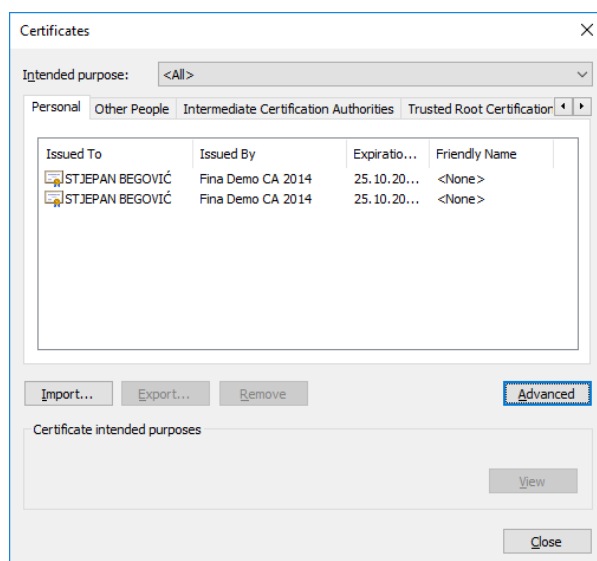 Certificates
Intended purpose: <All>
Personal Other People Intermediate Certification Authorities Trusted Root Certification
Issued To Issued By Expiratio... Friendly Name
STJEPAN BEGOVIĆ Fina Demo CA 2014 25.10.20... <None>
STJEPAN BEGOVIĆ Fina Demo CA 2014 25.10.20... <None>
Import... Export... Remove Advanced
Certificate intended purposes
View
Close